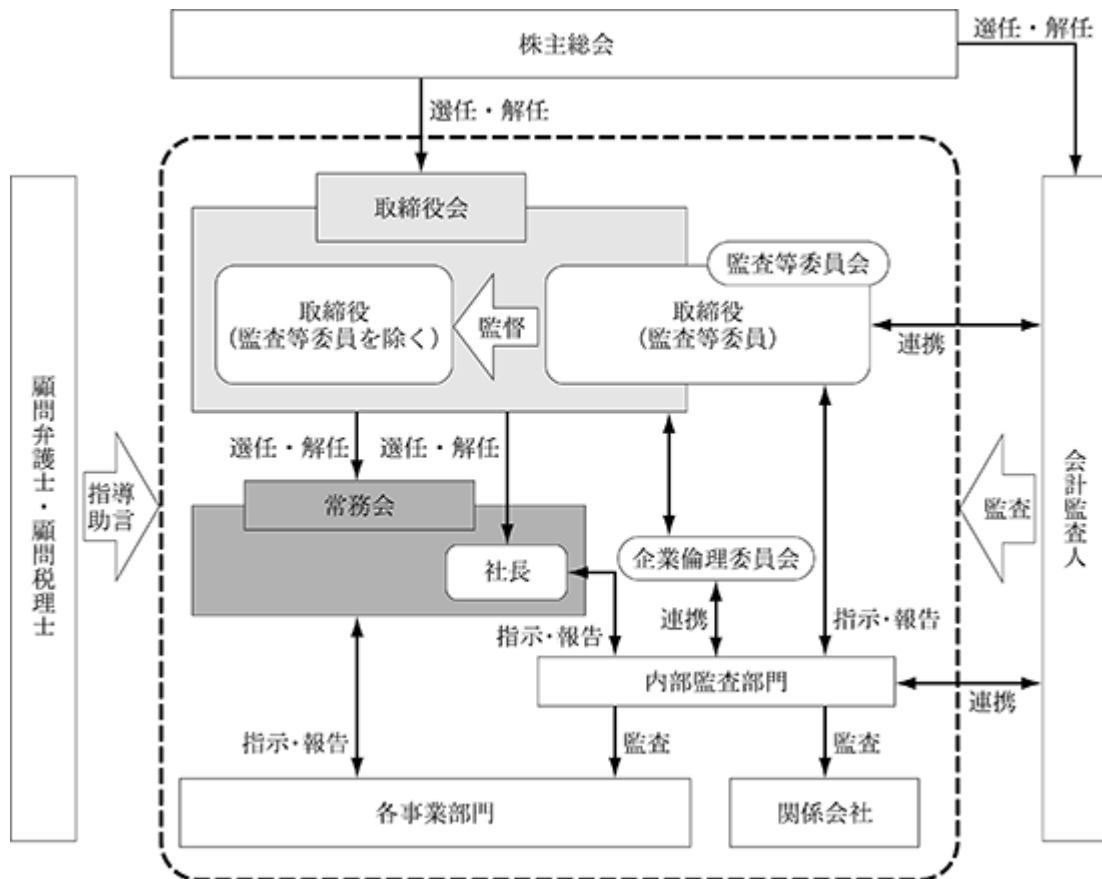 株主総会
選任・解任
選任・解任
取締役会
監査等委員会
取締役
(監査等委員を除く)
監督
取締役
(監査等委員)
連携
選任・解任
選任・解任
顧問弁護士・顧問税理士
指導
助言
常務会
社長
企業倫理委員会
監査
会計監査人
指示・報告
連携
指示・報告
内部監査部門
連携
指示・報告
監査
監査
各事業部門
関係会社